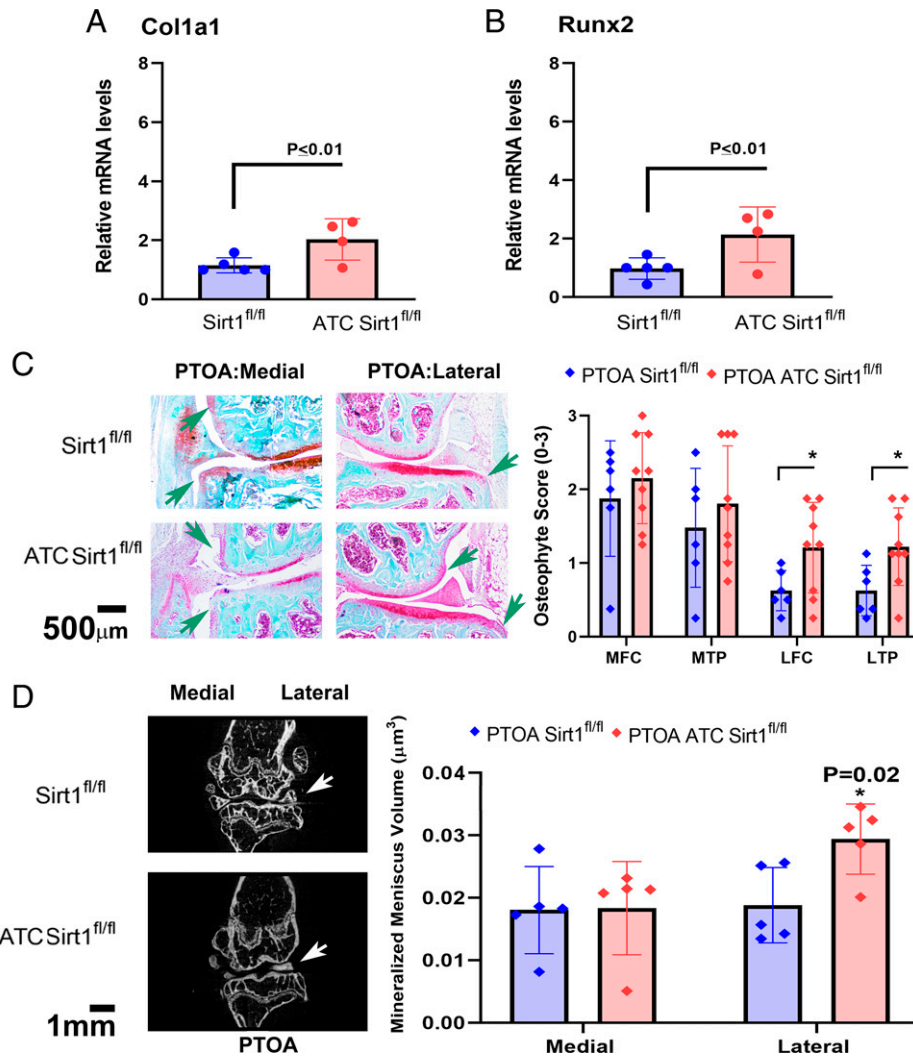 A Col1a1
Relative mRNA levels
8
6
4
2
0
P≤0.01
Sirt1fl/fl
ATC Sirt1fl/fl
B Runx2
Relative mRNA levels
8
6
4
2
0
P≤0.01
Sirt1fl/fl
ATC Sirt1fl/fl
C
PTOA:Medial
PTOA:Lateral
Sirt1fl/fl
ATC Sirt1fl/fl
500μm
PTOA Sirt1fl/fl
PTOA ATC Sirt1fl/fl
Osteophyte Score (0-3)
3
2
1
0
*
*
MFC
MTP
LFC
LTP
D
Medial
Lateral
Sirt1fl/fl
ATC Sirt1fl/fl
1mm
PTOA
PTOA Sirt1fl/fl
PTOA ATC Sirt1fl/fl
Mineralized Meniscus Volume (μm³)
0.04
0.03
0.02
0.01
0.00
P=0.02
*
Medial
Lateral